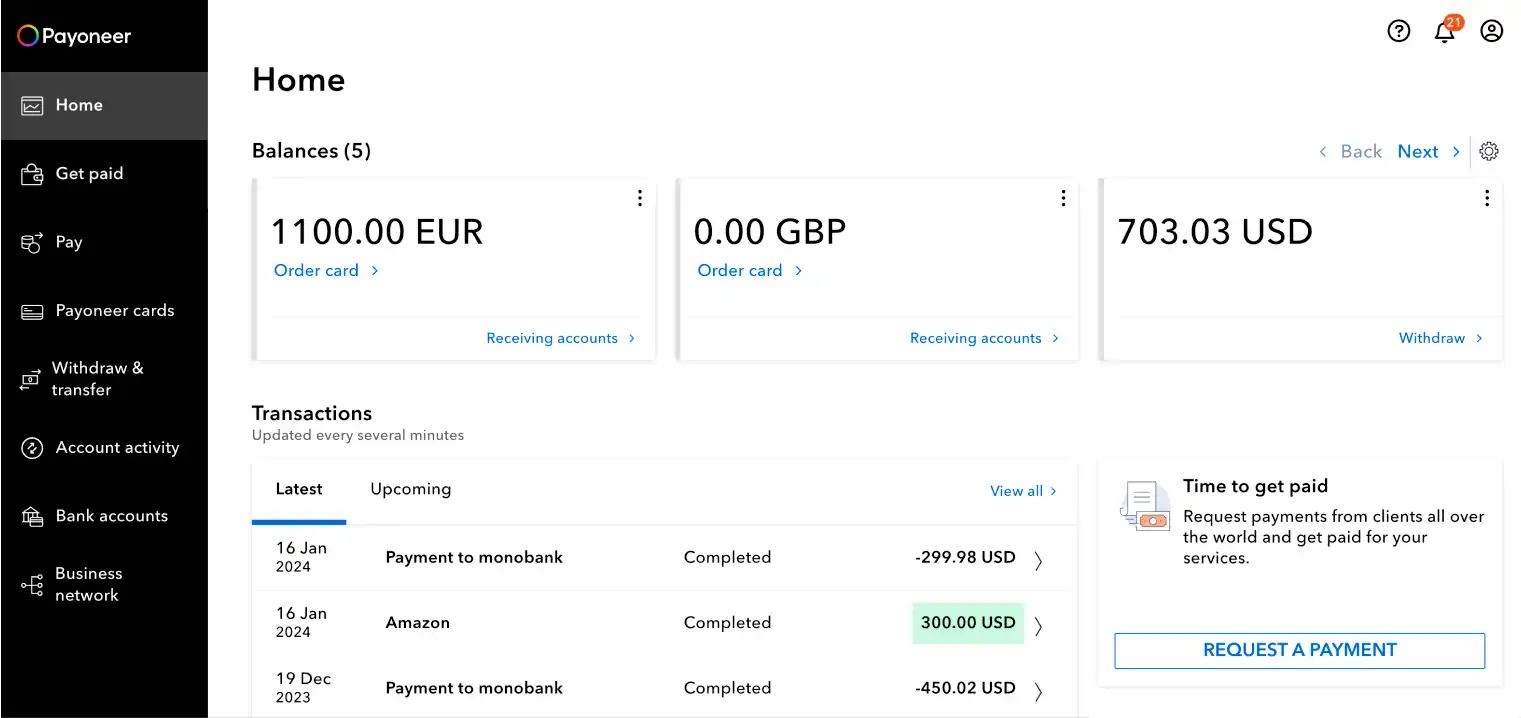 Payoneer
21
Home
Home
Get paid
Pay
Payoneer cards
Withdraw &
transfer
Account activity
Bank accounts
Business
network
Balances (5)
Back Next
1100.00 EUR
Order card
Receiving accounts
0.00 GBP
Order card
Receiving accounts
703.03 USD
Withdraw
Transactions
Updated every several minutes
Latest Upcoming View all
16 Jan
2024
Payment to monobank Completed -299.98 USD
16 Jan
2024
Amazon Completed 300.00 USD
19 Dec
2023
Payment to monobank Completed -450.02 USD
Time to get paid
Request payments from clients all over
the world and get paid for your
services.
REQUEST A PAYMENT